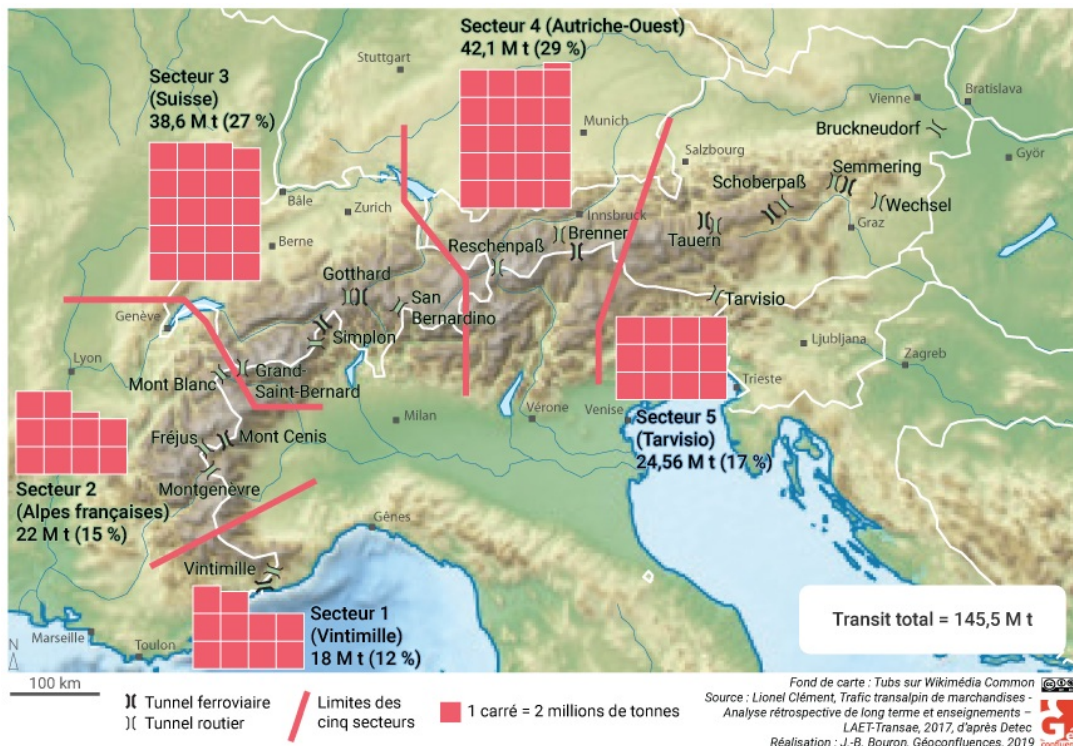 Secteur 4 (Autriche-Ouest)
42,1 M t (29 %)
Stuttgart
Secteur 3
(Suisse)
38,6 M t (27 %)
Munich
Vienne
Bratislava
Bruckneudorf
Györ
Salzbourg
Semmering
Schoberpaß
Wechsel
Bâle
Zurich
Innsbruck
Brenner
Graz
Tauern
Berne
Reschenpaß
Gotthard
San
Bernardino
Tarvisio
Genève
Simplon
Ljubljana
Zagreb
Lyon
Mont Blanc
Grand-
Saint-Bernard
Trieste
Milan
Vérone
Venise
Secteur 5
(Tarvisio)
24,56 M t (17 %)
Fréjus
Mont Cenis
Montgenèvre
Secteur 2
(Alpes françaises)
22 M t (15 %)
Gênes
Vintimille
Secteur 1
(Vintimille)
18 M t (12 %)
Transit total = 145,5 M t
Marseille
Toulon
N
100 km
Tunnel ferroviaire
Tunnel routier
Limites des
cinq secteurs
1 carré = 2 millions de tonnes
Fond de carte : Tubs sur Wikimédia Common
Source : Lionel Clément, Trafic transalpin de marchandises -
Analyse rétrospective de long terme et enseignements –
LAET-Transae, 2017, d'après Detec
Réalisation : J.-B. Bouron, Géoconfluences, 2019